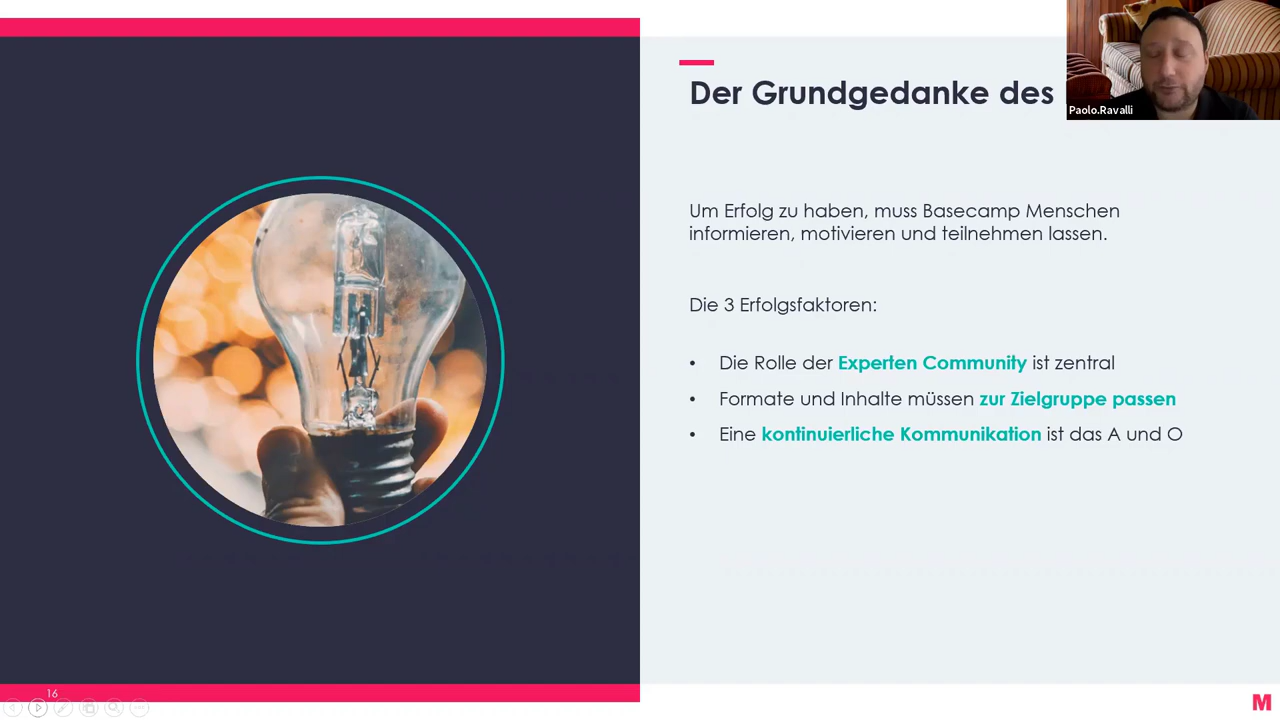 Der Grundgedanke des
Paolo.Ravalli
Um Erfolg zu haben, muss Basecamp Menschen
informieren, motivieren und teilnehmen lassen.
Die 3 Erfolgsfaktoren:
• Die Rolle der Experten Community ist zentral
• Formate und Inhalte müssen zur Zielgruppe passen
• Eine kontinuierliche Kommunikation ist das A und O
16
M